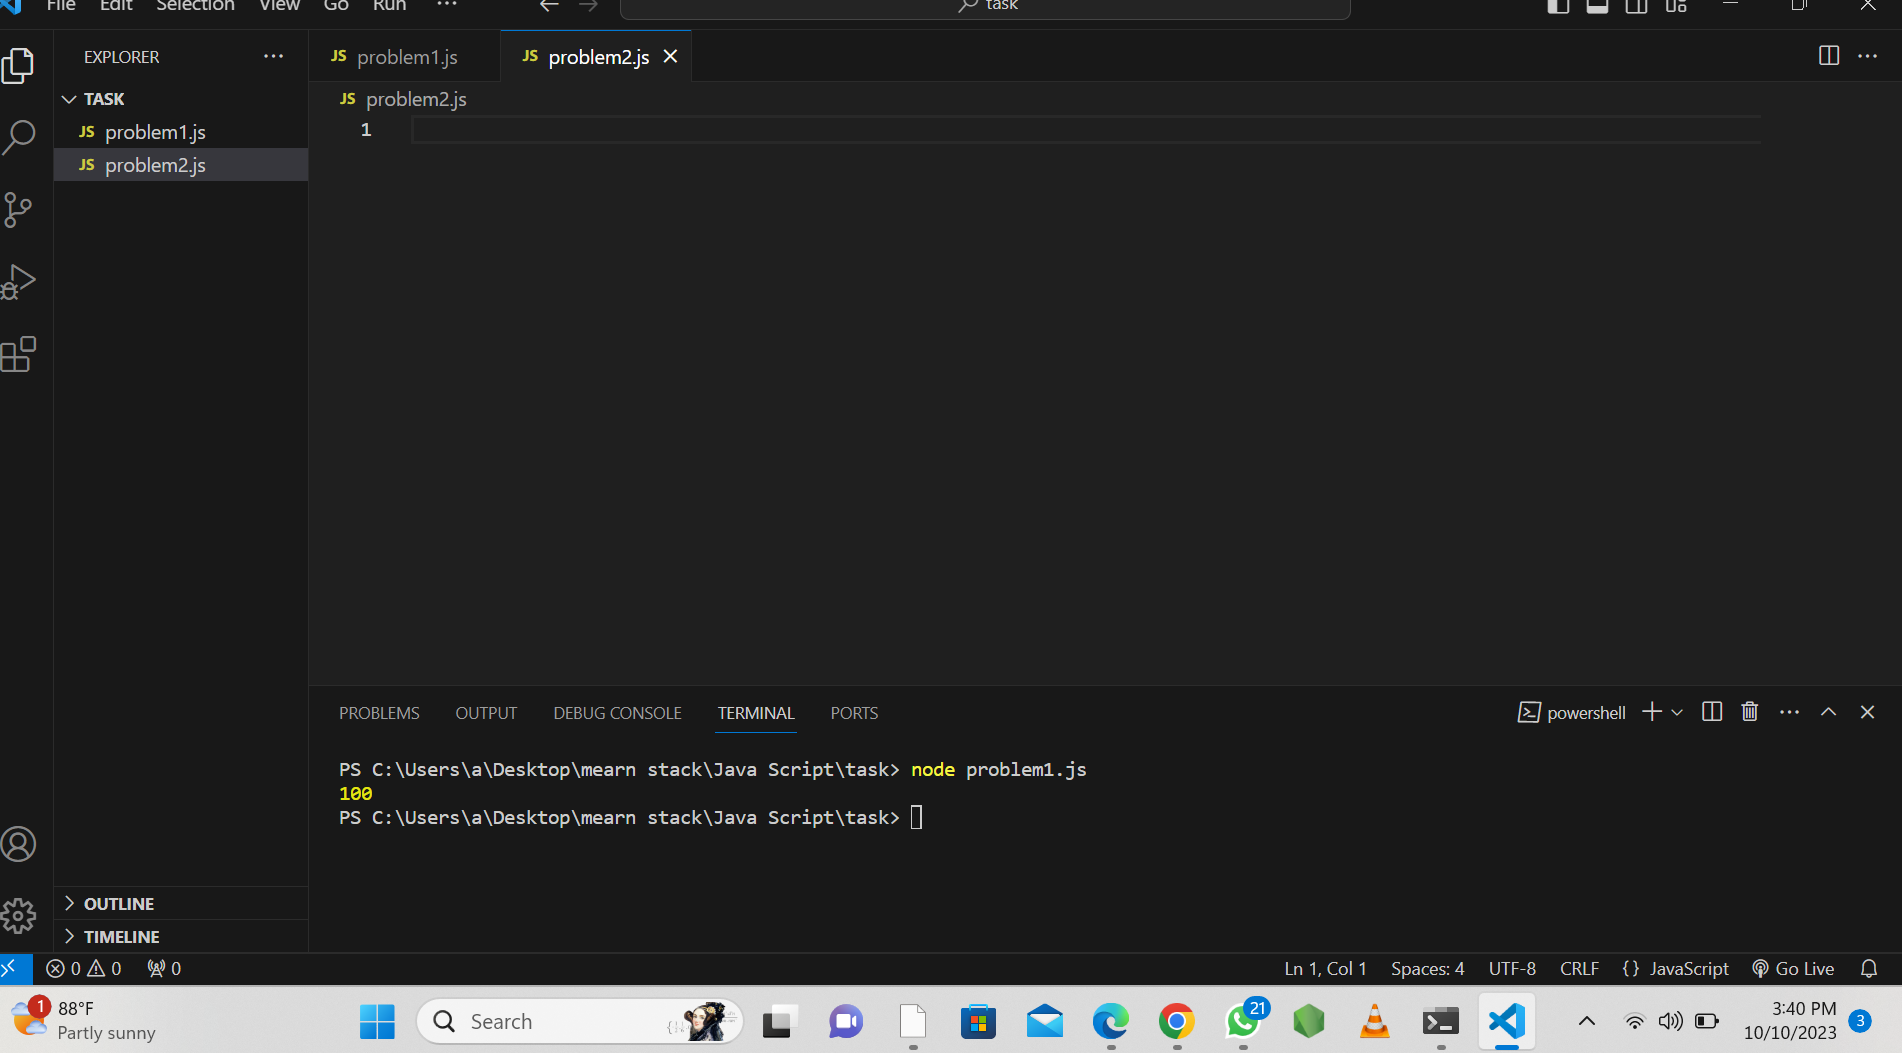 File Edit Selection View Go Run ···
task
EXPLORER ···
JS problem1.js
JS problem2.js
TASK
JS problem1.js
JS problem2.js
JS problem2.js
1
PROBLEMS OUTPUT DEBUG CONSOLE TERMINAL PORTS
powershell
PS C:\Users\a\Desktop\mearn stack\Java Script\task> node problem1.js
100
PS C:\Users\a\Desktop\mearn stack\Java Script\task>
OUTLINE
TIMELINE
0 0 0
Ln 1, Col 1 Spaces: 4 UTF-8 CRLF {} JavaScript Go Live
1
88°F
Partly sunny
Search
21
3:40 PM
10/10/2023
3